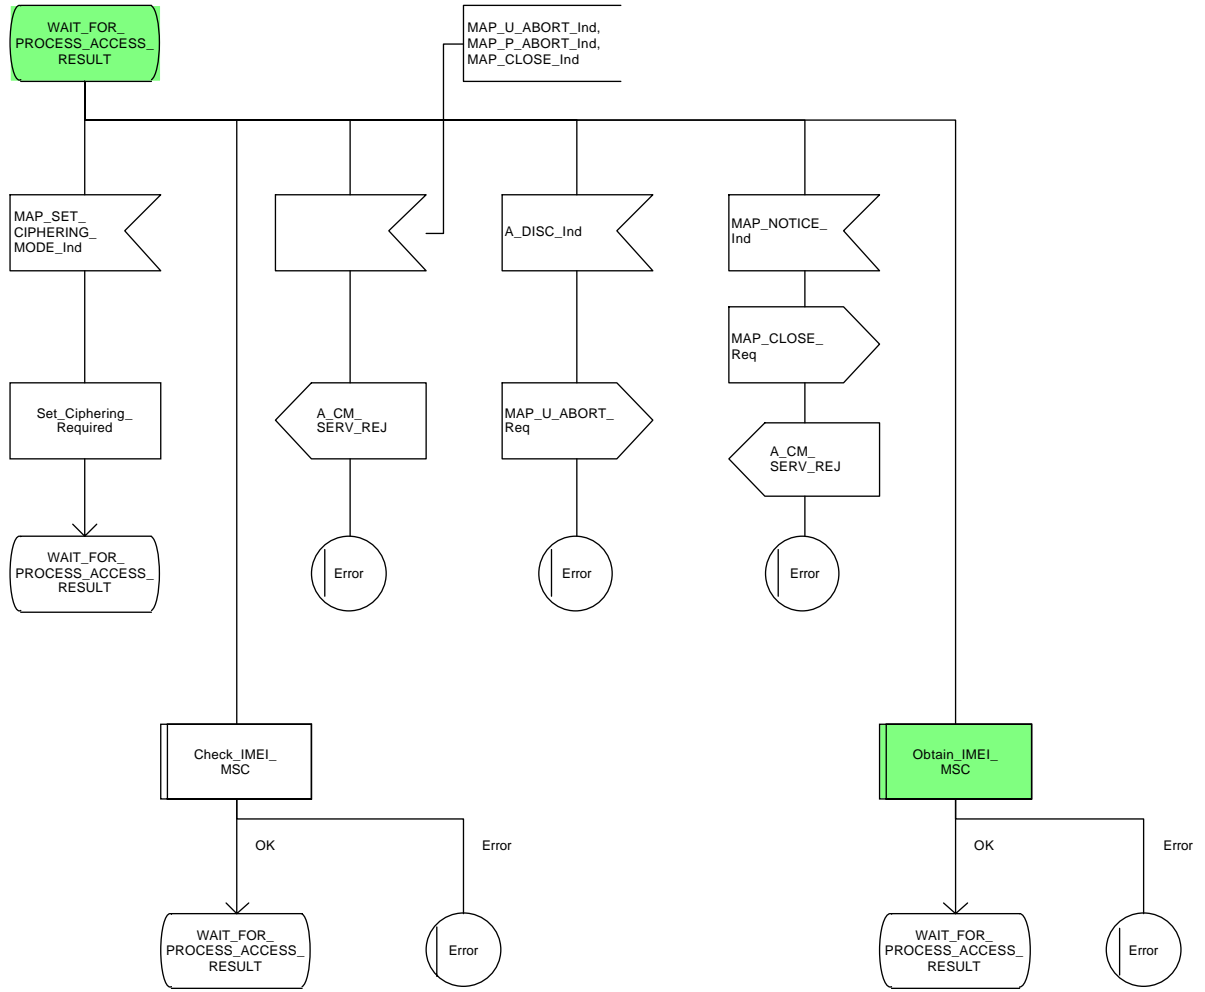 WAIT_FOR_
PROCESS_ACCESS_
RESULT
MAP_U_ABORT_Ind,
MAP_P_ABORT_Ind,
MAP_CLOSE_Ind
MAP_SET_
CIPHERING_
MODE_Ind
A_DISC_Ind
MAP_NOTICE_
Ind
MAP_CLOSE_
Req
Set_Ciphering_
Required
A_CM_
SERV_REJ
MAP_U_ABORT_
Req
A_CM_
SERV_REJ
WAIT_FOR_
PROCESS_ACCESS_
RESULT
Error
Error
Error
Check_IMEI_
MSC
Obtain_IMEI_
MSC
OK
Error
OK
Error
WAIT_FOR_
PROCESS_ACCESS_
RESULT
Error
WAIT_FOR_
PROCESS_ACCESS_
RESULT
Error